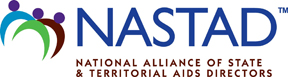 NASTAD™
NATIONAL ALLIANCE OF STATE
& TERRITORIAL AIDS DIRECTORS